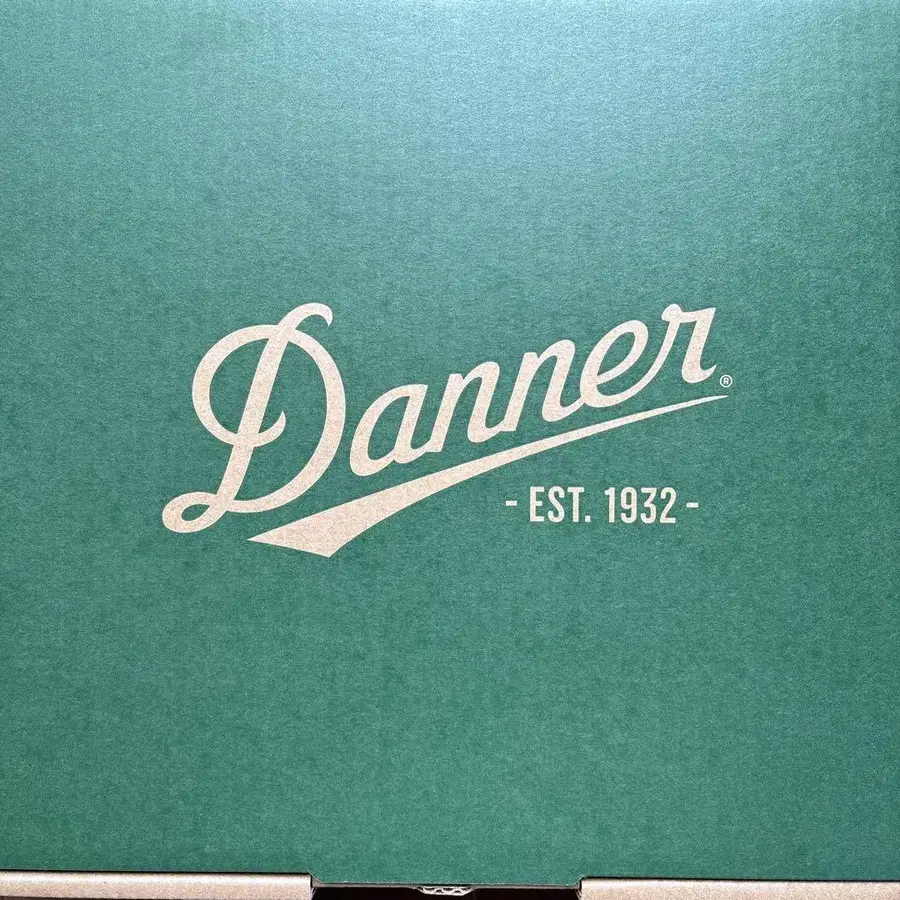 Danner®
- EST. 1932 -